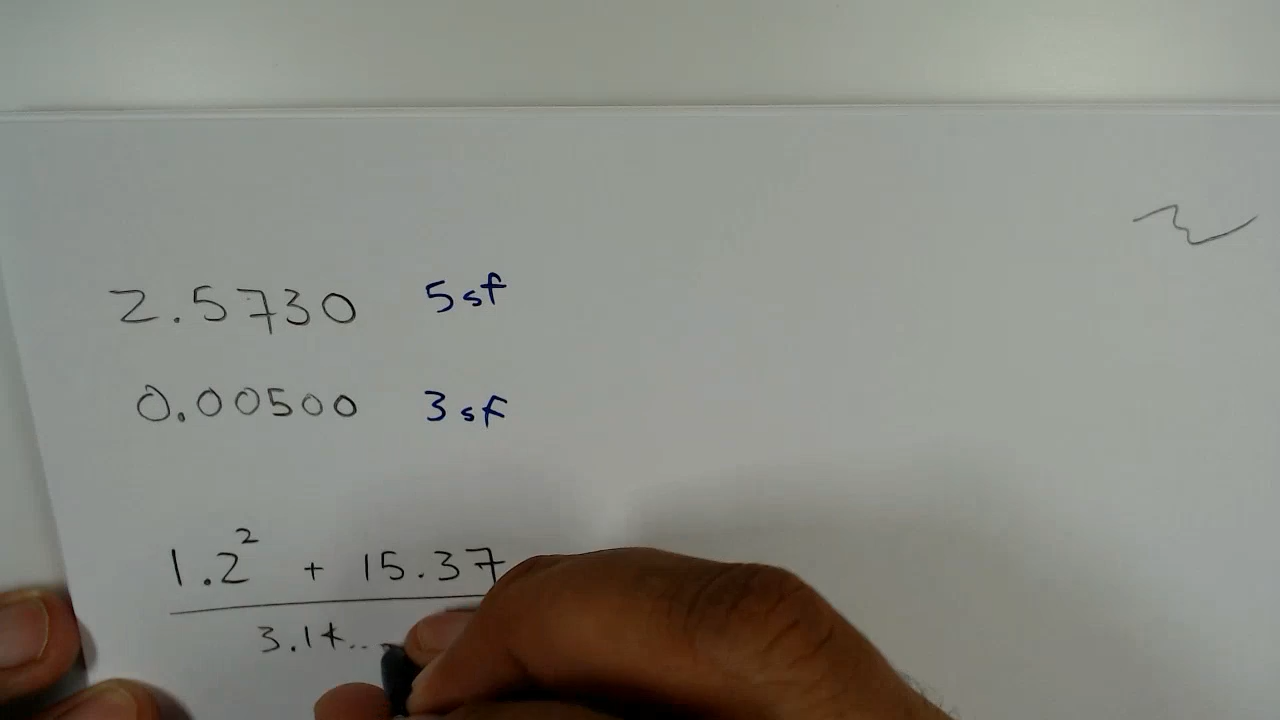 2.5730 5sf
0.00500 3sf
1.2² + 15.37
3.14...